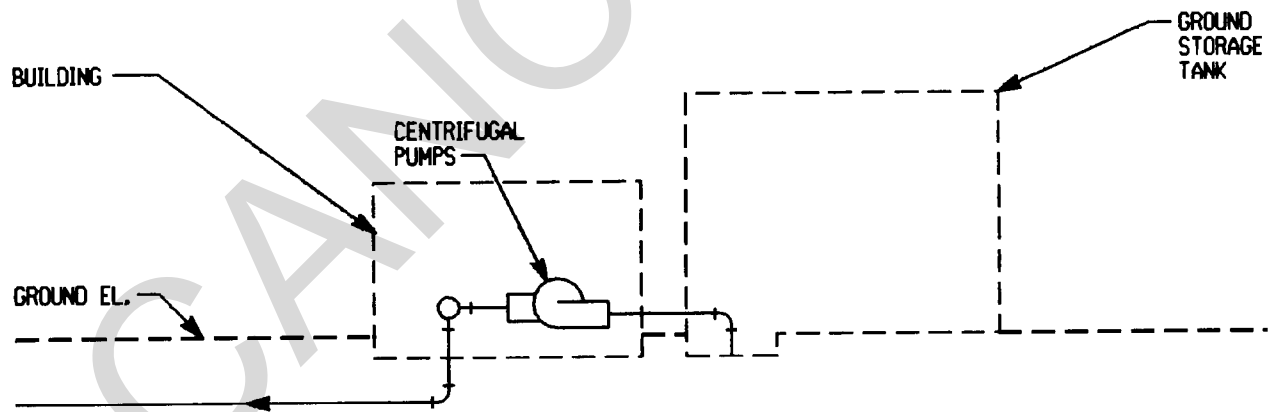 GROUND
STORAGE
TANK
BUILDING
CENTRIFUGAL
PUMPS
GROUND EL.